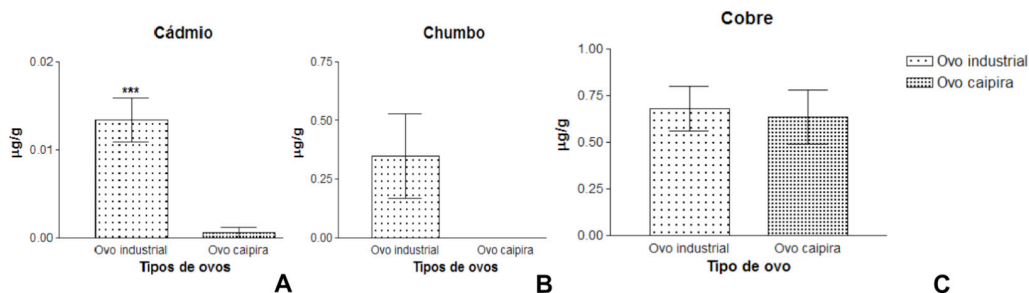 Cádmio
0.02
***
0.01
0.00
µg/g
Ovo industrial
Ovo caipira
Tipos de ovos
A
Chumbo
0.75
0.50
0.25
0.00
µg/g
Ovo industrial
Ovo caipira
Tipos de ovos
B
Cobre
1.00
0.75
0.50
0.25
0.00
µg/g
Ovo industrial
Ovo caipira
Tipo de ovo
C
Ovo industrial
Ovo caipira